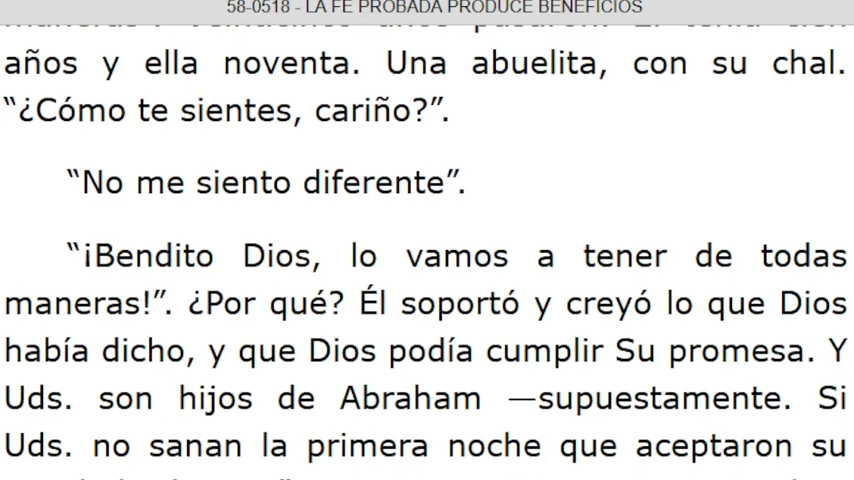 58-0518 - LA FE PROBADA PRODUCE BENEFICIOS
años y ella noventa. Una abuelita, con su chal.
“¿Cómo te sientes, cariño?”.
“No me siento diferente”.
“¡Bendito Dios, lo vamos a tener de todas
maneras!”. ¿Por qué? Él soportó y creyó lo que Dios
había dicho, y que Dios podía cumplir Su promesa. Y
Uds. son hijos de Abraham —supuestamente. Si
Uds. no sanan la primera noche que aceptaron su